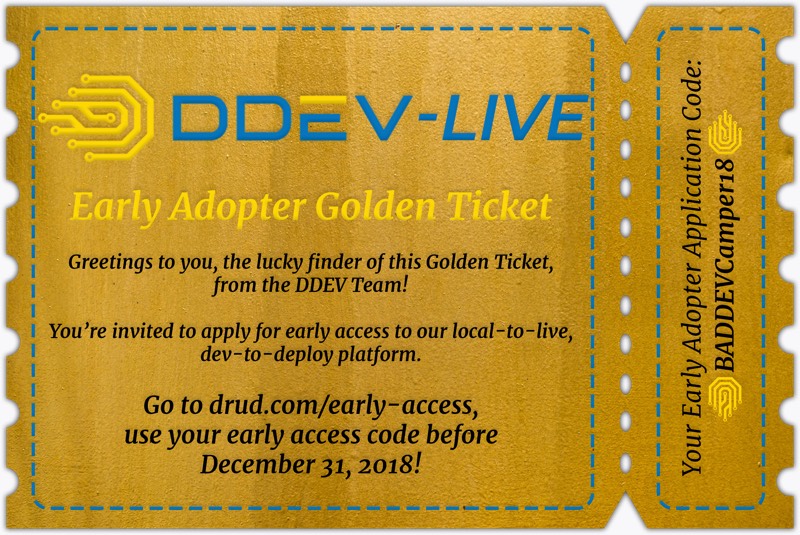 DDEV-LIVE
Early Adopter Golden Ticket
Greetings to you, the lucky finder of this Golden Ticket,
from the DDEV Team!
You're invited to apply for early access to our local-to-live,
dev-to-deploy platform.
Go to drud.com/early-access,
use your early access code before
December 31, 2018!
Your Early Adopter Application Code:
BADDEVCamper18